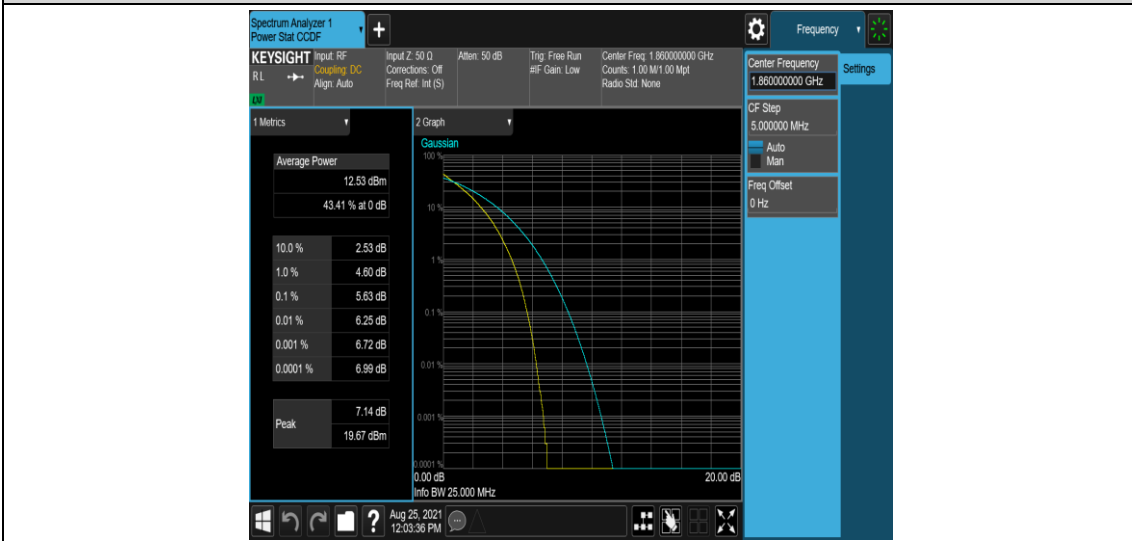 Spectrum Analyzer 1
Power Stat CCDF
+
Frequency
KEYSIGHT
RL
LXI
Input: RF
Coupling: DC
Align: Auto
Input Z: 50 Ω
Corrections: Off
Freq Ref: Int (S)
Atten: 50 dB
Trig: Free Run
#IF Gain: Low
Center Freq: 1.860000000 GHz
Counts: 1.00 M/1.00 Mpt
Radio Std: None
Center Frequency
1.860000000 GHz
Settings
CF Step
5.000000 MHz
Auto
Man
Freq Offset
0 Hz
1 Metrics
Average Power
12.53 dBm
43.41 % at 0 dB
10.0 % 2.53 dB
1.0 % 4.60 dB
0.1 % 5.63 dB
0.01 % 6.25 dB
0.001 % 6.72 dB
0.0001 % 6.99 dB
Peak 7.14 dB
19.67 dBm
2 Graph
Gaussian
100 %
10 %
1 %
0.1 %
0.01 %
0.001 %
0.0001 %
0.00 dB 20.00 dB
Info BW 25.000 MHz
?
Aug 25, 2021
12:03:36 PM